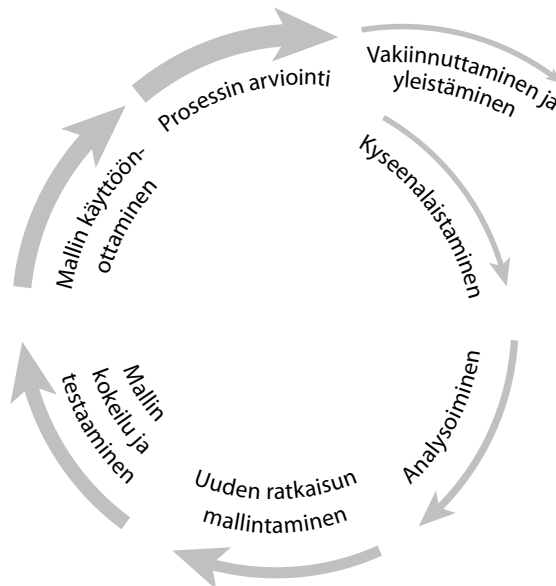 Prosessin arviointi
Vakiinnuttaminen ja
yleistäminen
Kyseenalaistaminen
Analysoiminen
Uuden ratkaisun
mallintaminen
Mallin
kokeilu ja
testaaminen
Mallin käyttöön-
ottaminen